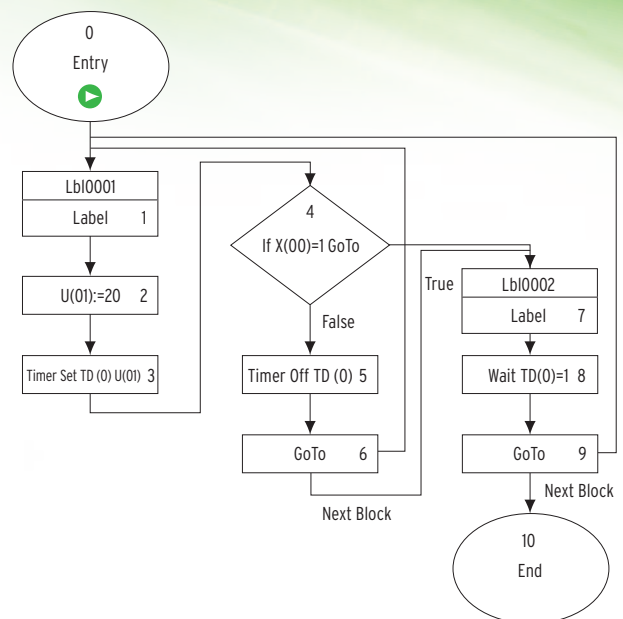 0
Entry
Lbl0001
Label 1
U(01):=20 2
Timer Set TD (0) U(01) 3
4
If X(00)=1 GoTo
True
False
Timer Off TD (0) 5
GoTo 6
Next Block
Lbl0002
Label 7
Wait TD(0)=1 8
GoTo 9
Next Block
10
End